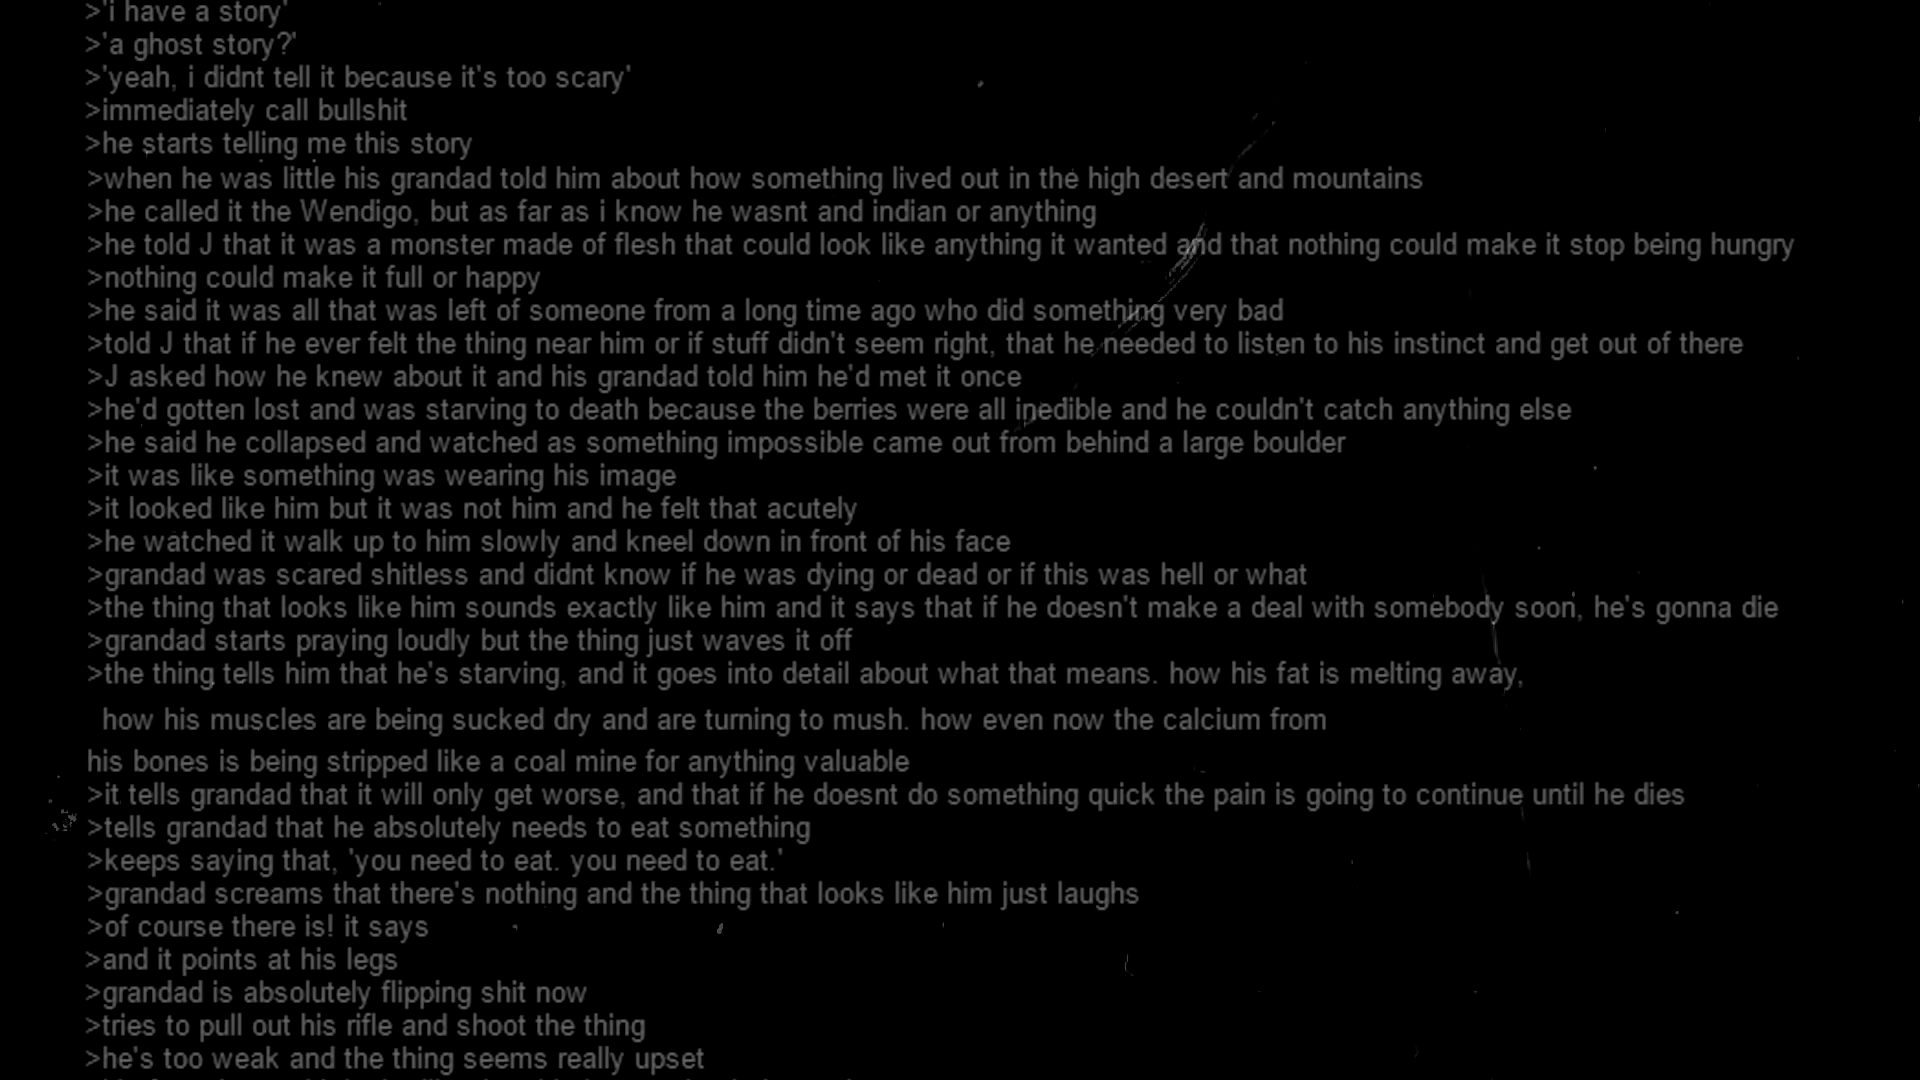 >'i have a story'
>'a ghost story?'
>'yeah, i didnt tell it because it's too scary'
>immediately call bullshit
>he starts telling me this story
>when he was little his grandad told him about how something lived out in the high desert and mountains
>he called it the Wendigo, but as far as i know he wasnt and indian or anything
>he told J that it was a monster made of flesh that could look like anything it wanted and that nothing could make it stop being hungry
>nothing could make it full or happy
>he said it was all that was left of someone from a long time ago who did something very bad
>told J that if he ever felt the thing near him or if stuff didn't seem right, that he needed to listen to his instinct and get out of there
>J asked how he knew about it and his grandad told him he'd met it once
>he'd gotten lost and was starving to death because the berries were all inedible and he couldn't catch anything else
>he said he collapsed and watched as something impossible came out from behind a large boulder
>it was like something was wearing his image
>it looked like him but it was not him and he felt that acutely
>he watched it walk up to him slowly and kneel down in front of his face
>grandad was scared shitless and didnt know if he was dying or dead or if this was hell or what
>the thing that looks like him sounds exactly like him and it says that if he doesn't make a deal with somebody soon, he's gonna die
>grandad starts praying loudly but the thing just waves it off
>the thing tells him that he's starving, and it goes into detail about what that means. how his fat is melting away,
how his muscles are being sucked dry and are turning to mush. how even now the calcium from
his bones is being stripped like a coal mine for anything valuable
>it tells grandad that it will only get worse, and that if he doesnt do something quick the pain is going to continue until he dies
>tells grandad that he absolutely needs to eat something
>keeps saying that, 'you need to eat. you need to eat.'
>grandad screams that there's nothing and the thing that looks like him just laughs
>of course there is! it says
>and it points at his legs
>grandad is absolutely flipping shit now
>tries to pull out his rifle and shoot the thing
>he's too weak and the thing seems really upset